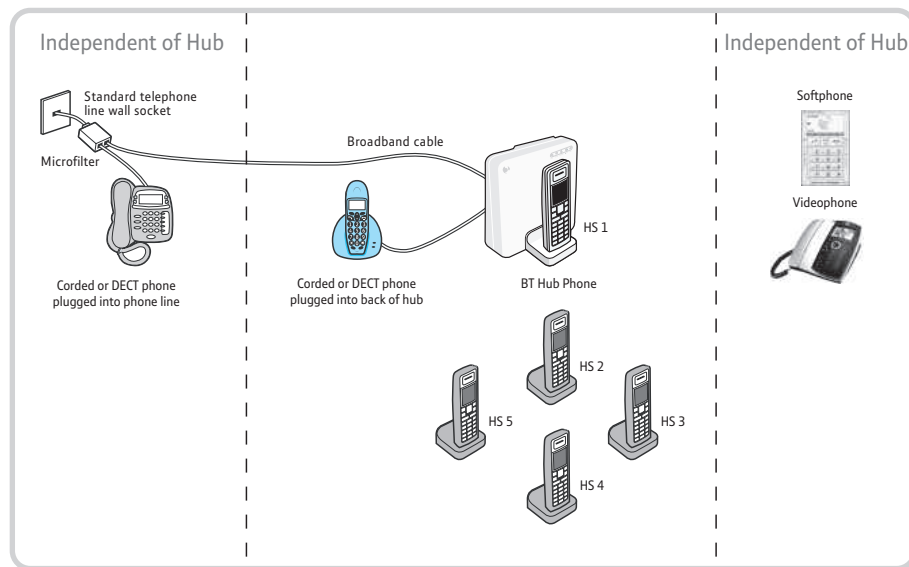 Independent of Hub
Independent of Hub
Standard telephone
line wall socket
Softphone
Broadband cable
Microfilter
Videophone
HS 1
Corded or DECT phone
plugged into phone line
Corded or DECT phone
plugged into back of hub
BT Hub Phone
HS 2
HS 5
HS 3
HS 4